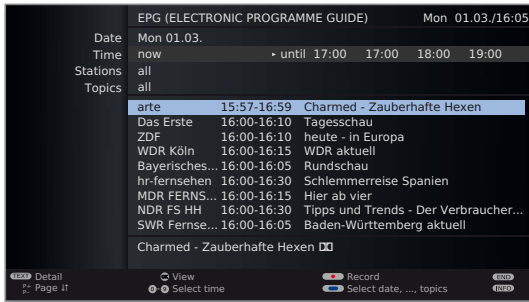 EPG (ELECTRONIC PROGRAMME GUIDE) Mon 01.03./16:05
Date Mon 01.03.
Time now ▸ until 17:00 17:00 18:00 19:00
Stations all
Topics all
arte 15:57-16:59 Charmed - Zauberhafte Hexen
Das Erste 16:00-16:10 Tagesschau
ZDF 16:00-16:10 heute - in Europa
WDR Köln 16:00-16:15 WDR aktuell
Bayerisches... 16:00-16:05 Rundschau
hr-fernsehen 16:00-16:30 Schlemmerreise Spanien
MDR FERNS... 16:00-16:15 Hier ab vier
NDR FS HH 16:00-16:30 Tipps und Trends - Der Verbraucher...
SWR Fernse... 16:00-16:05 Baden-Württemberg aktuell
Charmed - Zauberhafte Hexen
TEXT Detail OK View Record END
P+ P- Page 0-9 Select time Select date, ..., topics INFO